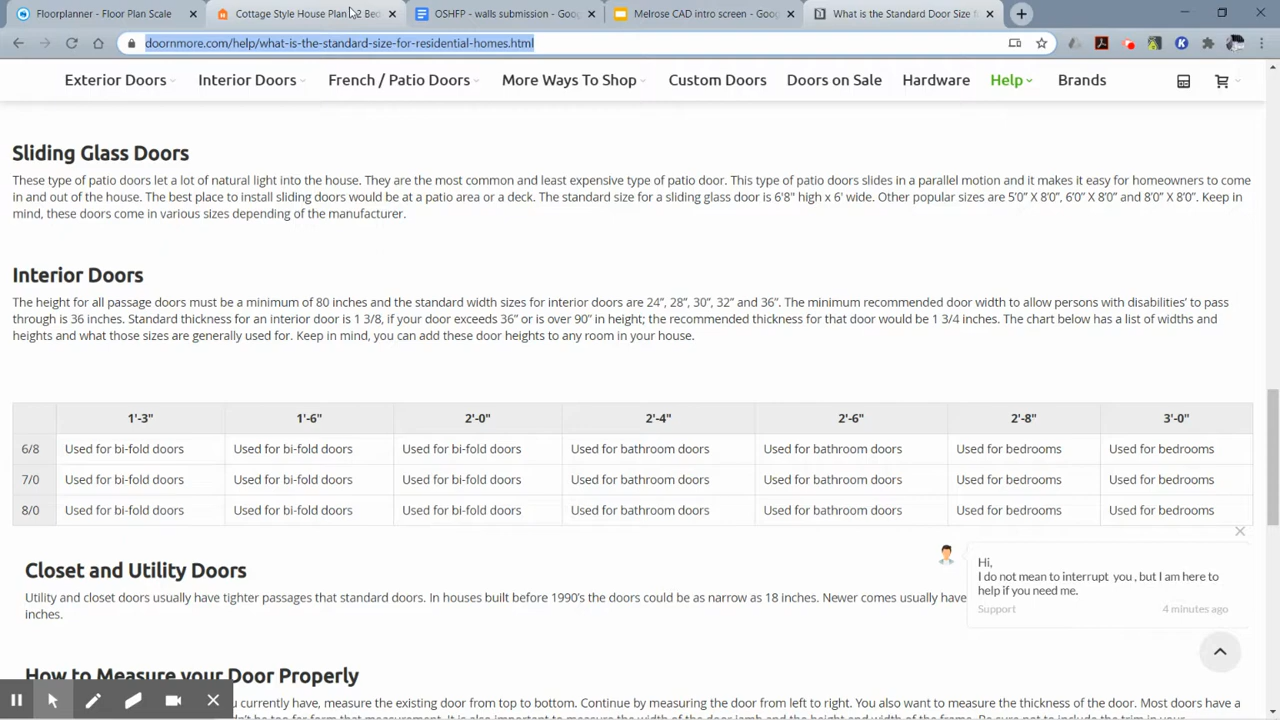 Floorplanner - Floor Plan Scale
Cottage Style House Plan - 2 Bed
OSHFP - walls submission - Goo
Melrose CAD intro screen - Goog
What is the Standard Door Size f
doornmore.com/help/what-is-the-standard-size-for-residential-homes.html
Exterior Doors Interior Doors French / Patio Doors More Ways To Shop Custom Doors Doors on Sale Hardware Help Brands
Sliding Glass Doors
These type of patio doors let a lot of natural light into the house. They are the most common and least expensive type of patio door. This type of patio doors slides in a parallel motion and it makes it easy for homeowners to come
in and out of the house. The best place to install sliding doors would be at a patio area or a deck. The standard size for a sliding glass door is 6'8" high x 6' wide. Other popular sizes are 5'0” X 8'0”, 6'0” X 8'0” and 8'0” X 8'0”. Keep in
mind, these doors come in various sizes depending of the manufacturer.
Interior Doors
The height for all passage doors must be a minimum of 80 inches and the standard width sizes for interior doors are 24”, 28”, 30”, 32” and 36”. The minimum recommended door width to allow persons with disabilities’ to pass
through is 36 inches. Standard thickness for an interior door is 1 3/8, if your door exceeds 36” or is over 90” in height; the recommended thickness for that door would be 1 3/4 inches. The chart below has a list of widths and
heights and what those sizes are generally used for. Keep in mind, you can add these door heights to any room in your house.
1'-3" 1'-6" 2'-0" 2'-4" 2'-6" 2'-8" 3'-0"
6/8 Used for bi-fold doors Used for bi-fold doors Used for bi-fold doors Used for bathroom doors Used for bathroom doors Used for bedrooms Used for bedrooms
7/0 Used for bi-fold doors Used for bi-fold doors Used for bi-fold doors Used for bathroom doors Used for bathroom doors Used for bedrooms Used for bedrooms
8/0 Used for bi-fold doors Used for bi-fold doors Used for bi-fold doors Used for bathroom doors Used for bathroom doors Used for bedrooms Used for bedrooms
Closet and Utility Doors
Utility and closet doors usually have tighter passages that standard doors. In houses built before 1990’s the doors could be as narrow as 18 inches. Newer comes usually have
inches.
Hi,
I do not mean to interrupt you , but I am here to
help if you need me.
Support 4 minutes ago
How to Measure your Door Properly
u currently have, measure the existing door from top to bottom. Continue by measuring the door from left to right. You also want to measure the thickness of the door. Most doors have a